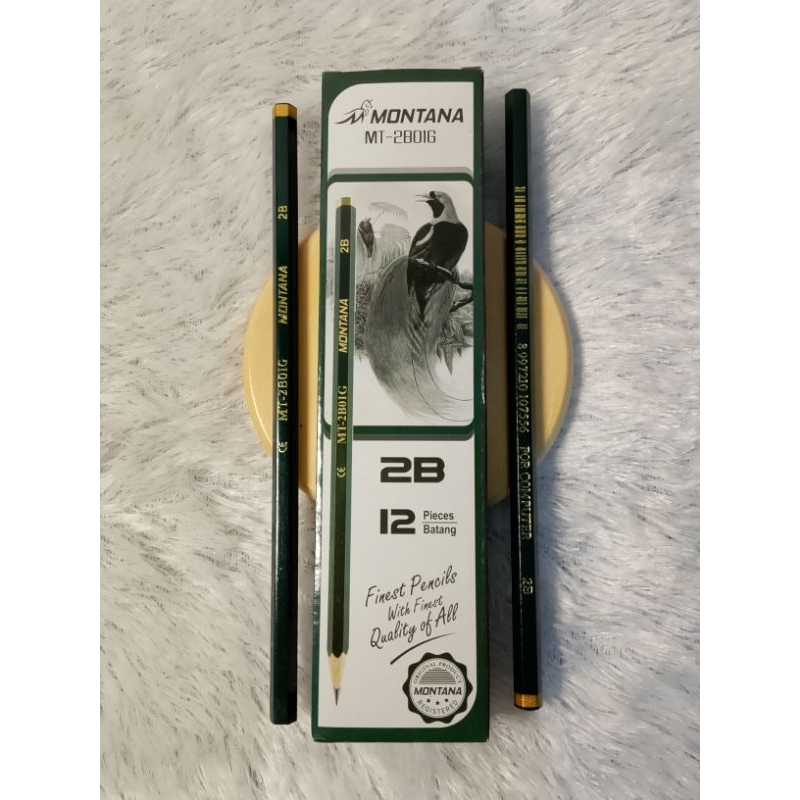 2B
MONTANA
MT-2B01G
CE
MONTANA
MT-2B01G
2B
MONTANA
MT-2B01G
CE
2B
12 Pieces
Batang
Finest Pencils
With Finest
Quality of All
ORIGINAL PRODUCT
MONTANA
REGISTERED
8 997210 107556 FOR COMPUTER 2B